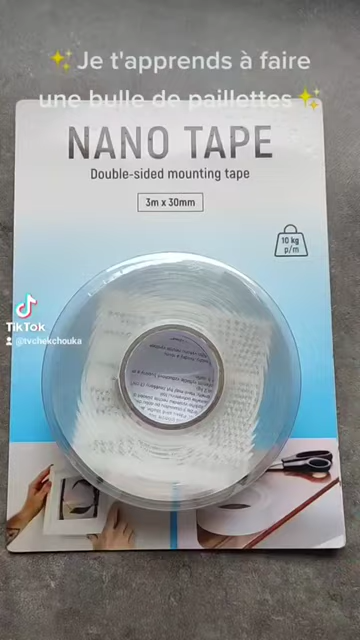 ✨Je t'apprends à faire
une bulle de paillettes✨
NANO TAPE
Double-sided mounting tape
3m x 30mm
10 kg
p/m
TikTok
@tvchekchouka